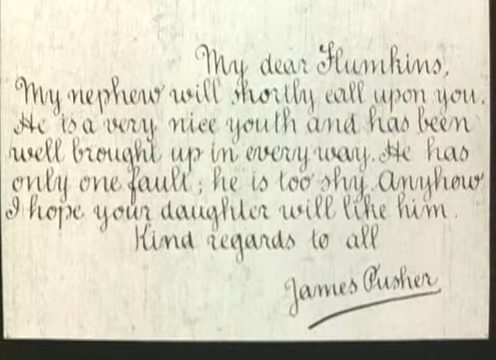 My dear Flumkins,
My nephew will shortly call upon you.
He is a very nice youth and has been
well brought up in every way. He has
only one fault; he is too shy. Anyhow
I hope your daughter will like him.
Kind regards to all
James Pusher